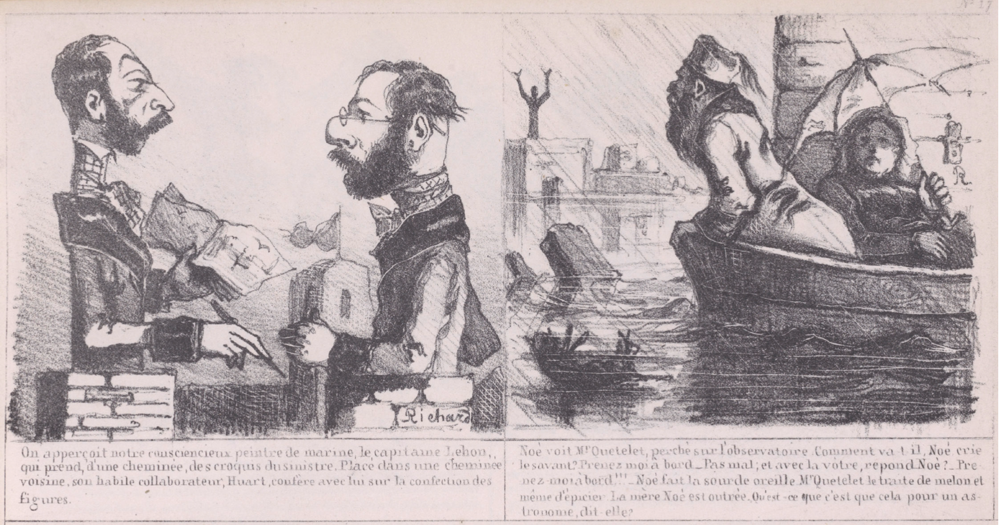 Nº 17
Richard
R.
On apperçoit notre consciencieux peintre de marine, le capitaine Lehon,
qui prend, d'une cheminée, des croquis du sinistre. Placé dans une cheminée
voisine, son habile collaborateur, Huart, confère avec lui sur la confection des
figures.
Noé voit Mr Quetelet, perché sur l'observatoire. Comment va-t-il, Noé, crie
le savant? Prenez moi à bord _ Pas mal; et avec la vôtre, répond Noé? _ Pre-
nez-moi à bord!!! _ Noé fait la sourde oreille Mr Quetelet le traite de melon et
même d'épicier. La mère Noé est outrée. Qu'est-ce que c'est que cela pour un as-
tronome, dit-elle?